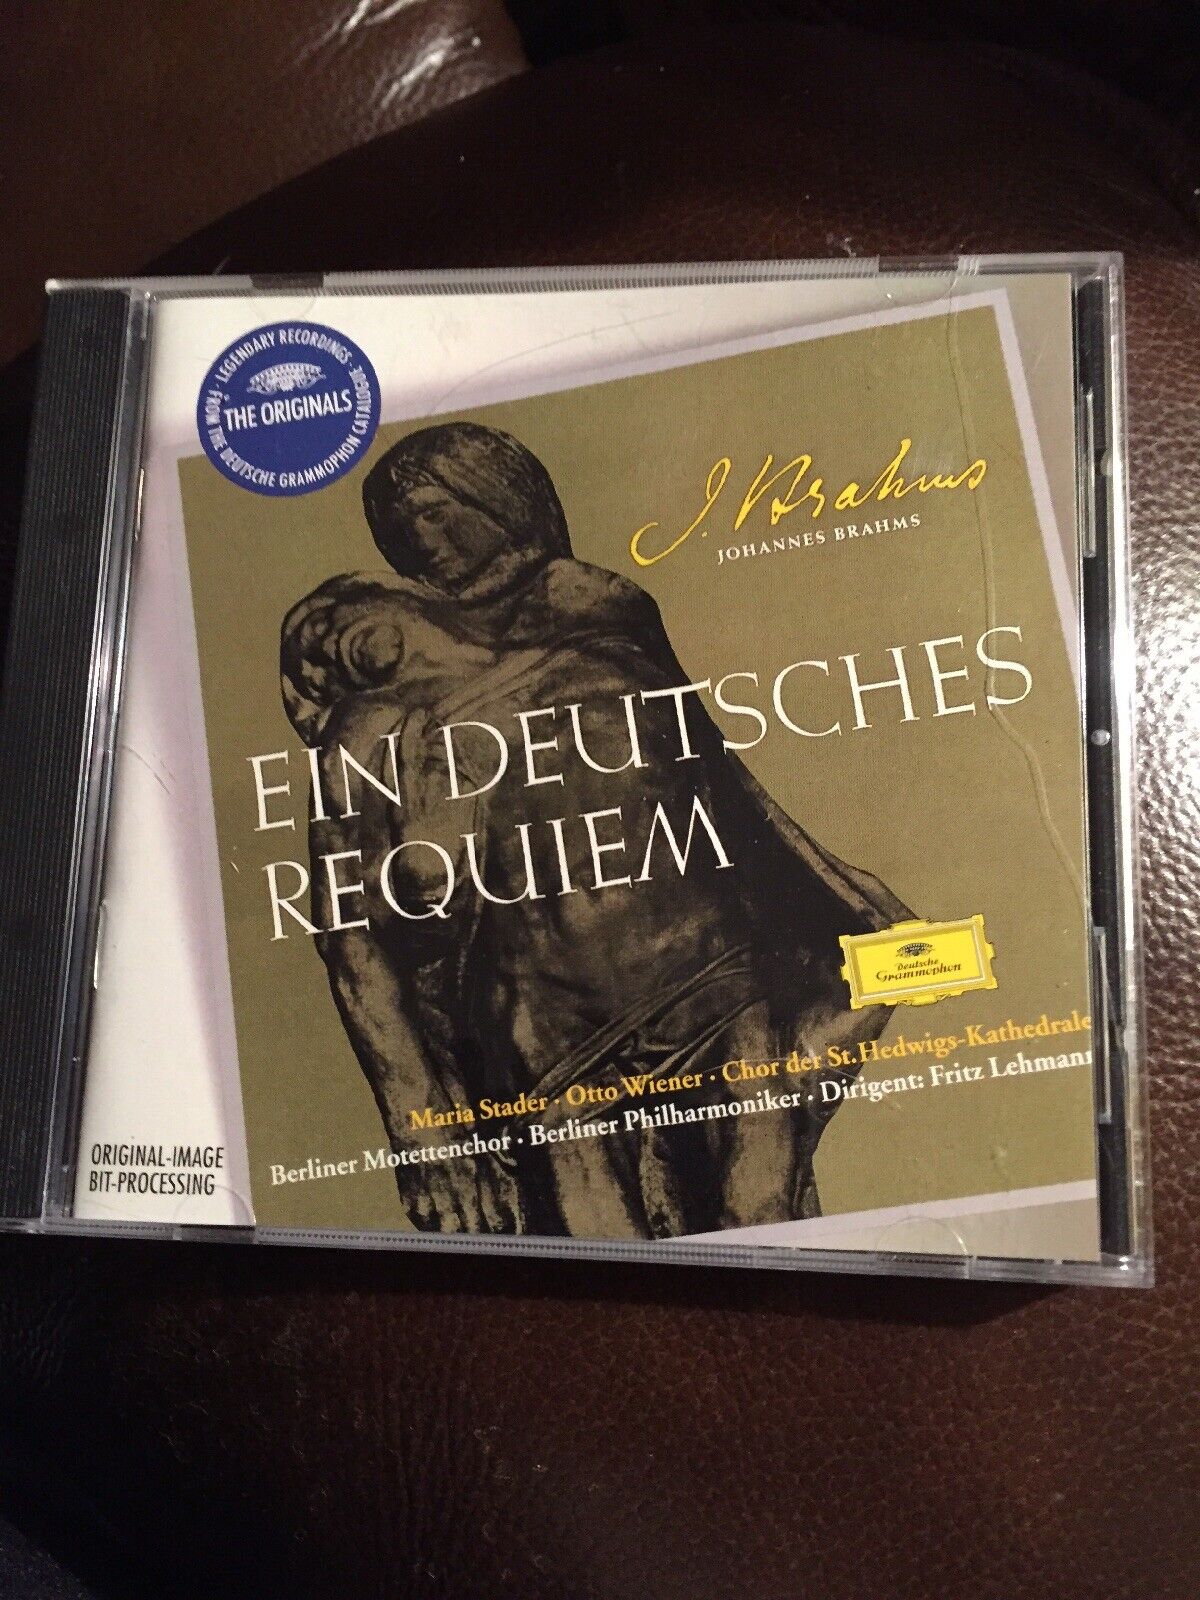 LEGENDARY RECORDINGS ·
FROM THE DEUTSCHE GRAMMOPHON CATALOGUE ·
THE ORIGINALS
J. Brahms
JOHANNES BRAHMS
EIN DEUTSCHES
REQUIEM
Deutsche
Grammophon
Maria Stader · Otto Wiener · Chor der St. Hedwigs-Kathedrale
Berliner Motettenchor · Berliner Philharmoniker · Dirigent: Fritz Lehmann
ORIGINAL-IMAGE
BIT-PROCESSING